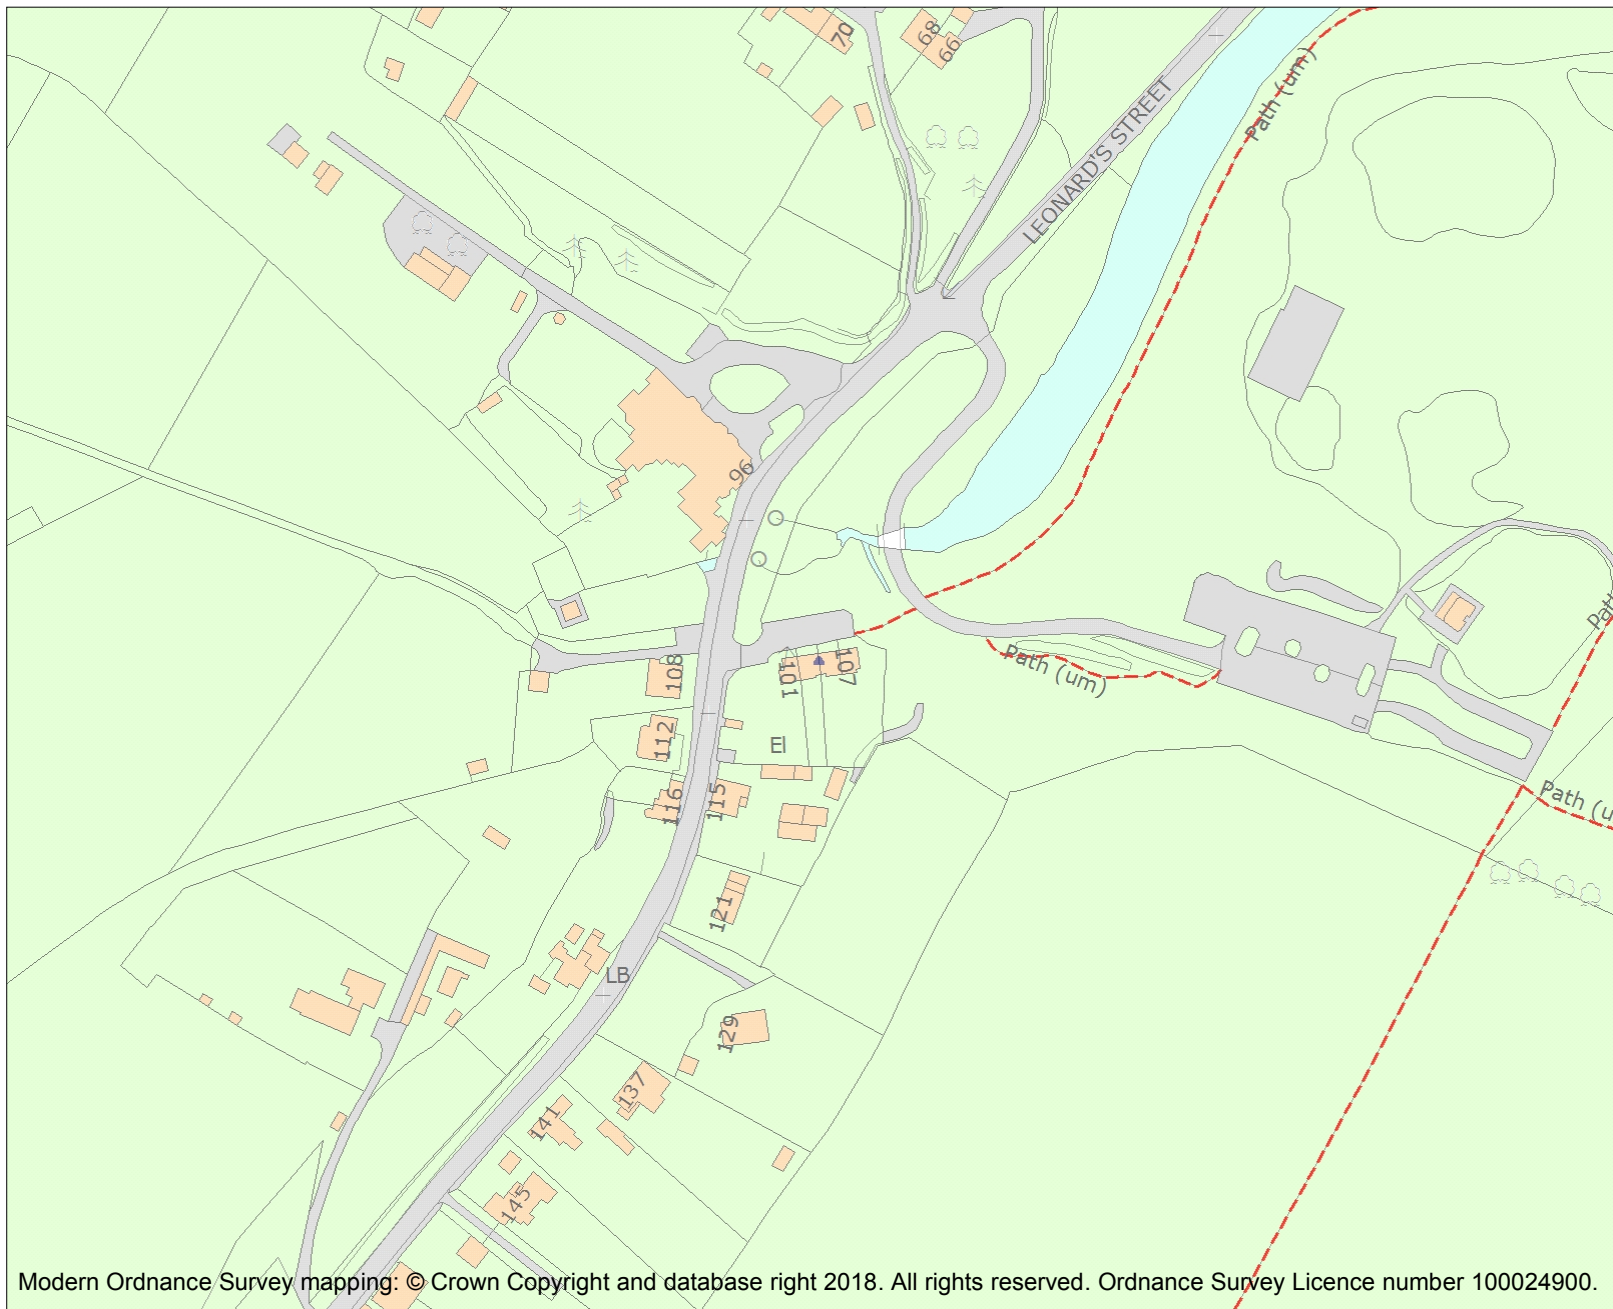 70
68
66
Path (um)
LEONARD'S STREET
96
108
101
107
Path (um)
112
El
116
115
121
LB
129
137
141
145
Modern Ordnance Survey mapping: © Crown Copyright and database right 2018. All rights reserved. Ordnance Survey Licence number 100024900.